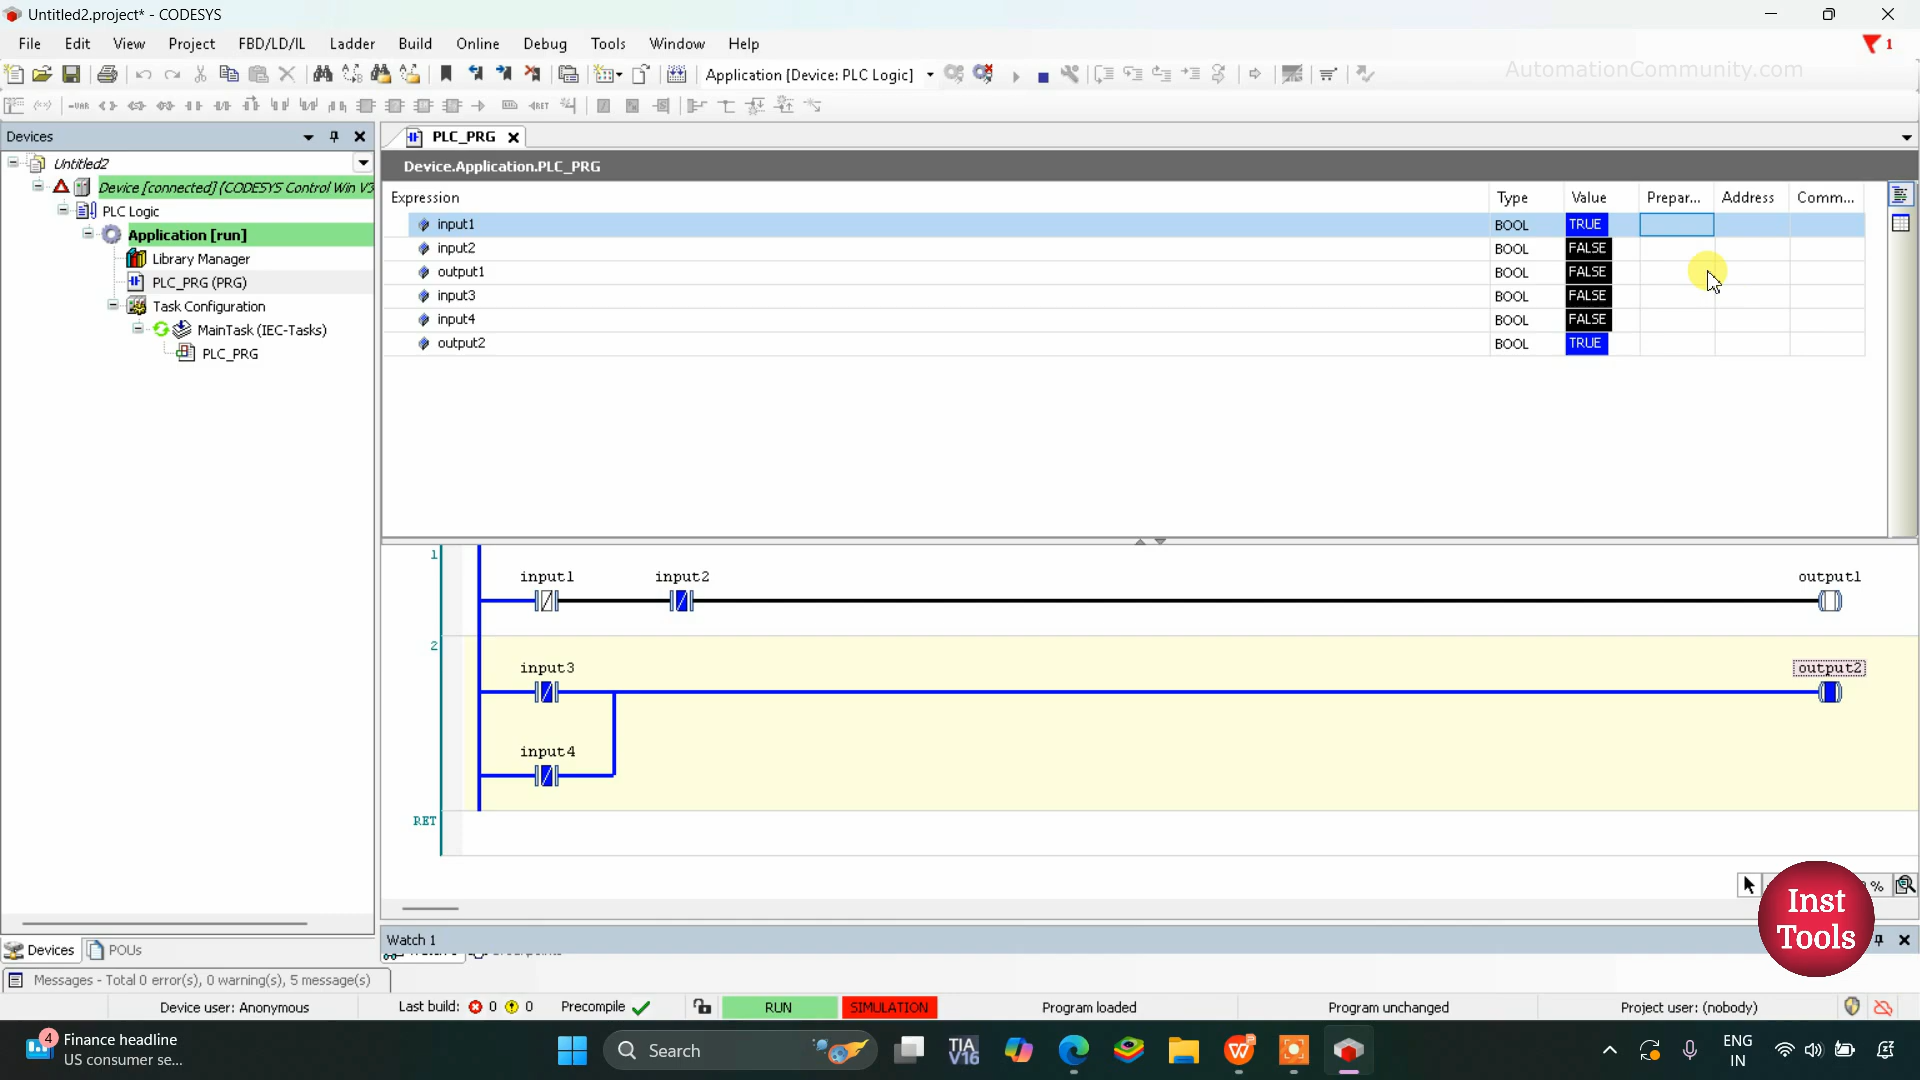 Untitled2.project* - CODESYS
File Edit View Project FBD/LD/IL Ladder Build Online Debug Tools Window Help
1
Application [Device: PLC Logic]
AutomationCommunity.com
Devices
PLC_PRG
Untitled2
Device [connected] (CODESYS Control Win V3
PLC Logic
Application [run]
Library Manager
PLC_PRG (PRG)
Task Configuration
MainTask (IEC-Tasks)
PLC_PRG
Device.Application.PLC_PRG
Expression Type Value Prepar... Address Comm...
input1 BOOL TRUE
input2 BOOL FALSE
output1 BOOL FALSE
input3 BOOL FALSE
input4 BOOL FALSE
output2 BOOL TRUE
1
input1 input2 output1
2
input3 output2
input4
RET
%
Inst
Tools
Devices POUs
Watch 1
Messages - Total 0 error(s), 0 warning(s), 5 message(s)
Device user: Anonymous Last build: 0 0 Precompile RUN SIMULATION Program loaded Program unchanged Project user: (nobody)
4
Finance headline
US consumer se...
Search
TIA
V16
ENG
IN